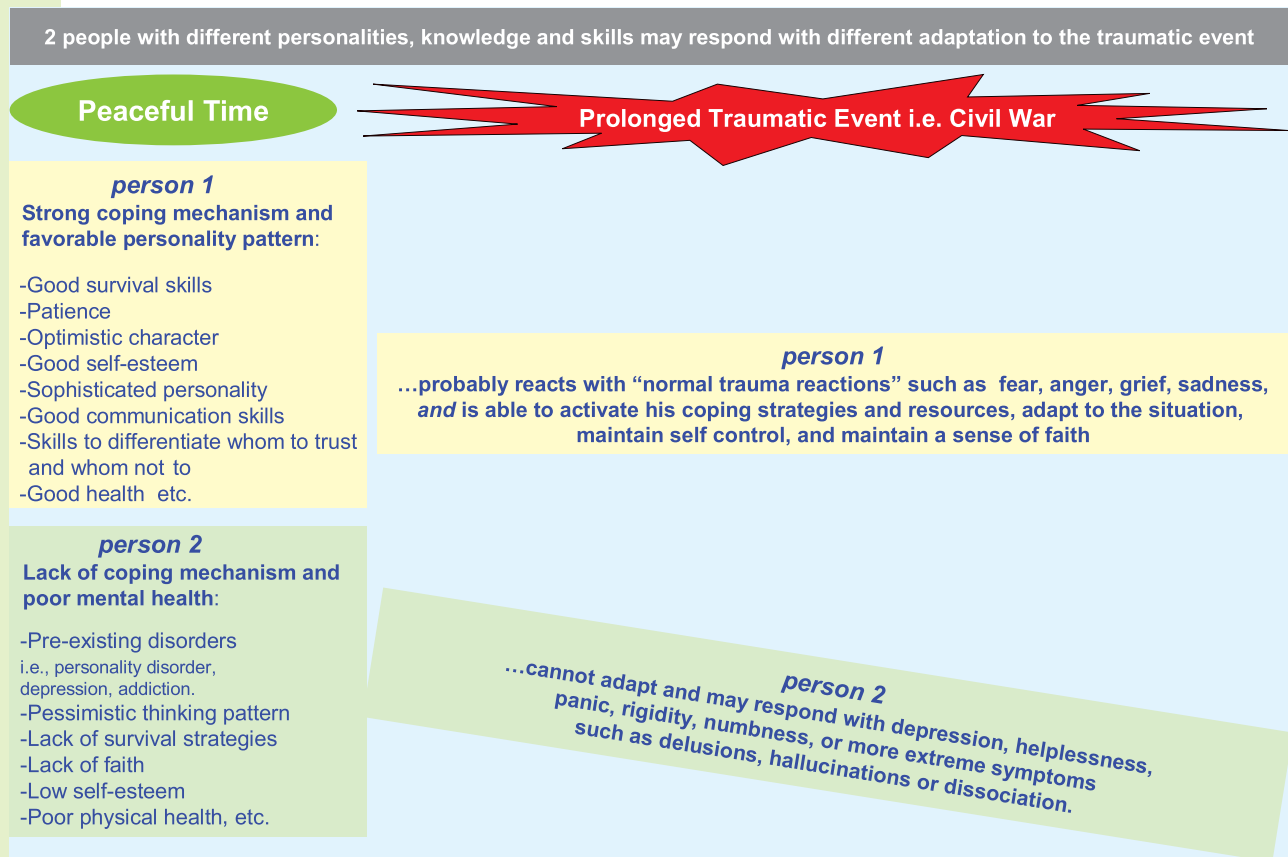 2 people with different personalities, knowledge and skills may respond with different adaptation to the traumatic event
Peaceful Time
Prolonged Traumatic Event i.e. Civil War
person 1
Strong coping mechanism and
favorable personality pattern:
-Good survival skills
-Patience
-Optimistic character
-Good self-esteem
-Sophisticated personality
-Good communication skills
-Skills to differentiate whom to trust
and whom not to
-Good health etc.
person 1
…probably reacts with “normal trauma reactions” such as fear, anger, grief, sadness,
and is able to activate his coping strategies and resources, adapt to the situation,
maintain self control, and maintain a sense of faith
person 2
Lack of coping mechanism and
poor mental health:
-Pre-existing disorders
i.e., personality disorder,
depression, addiction.
-Pessimistic thinking pattern
-Lack of survival strategies
-Lack of faith
-Low self-esteem
-Poor physical health, etc.
person 2
…cannot adapt and may respond with depression, helplessness,
panic, rigidity, numbness, or more extreme symptoms
such as delusions, hallucinations or dissociation.